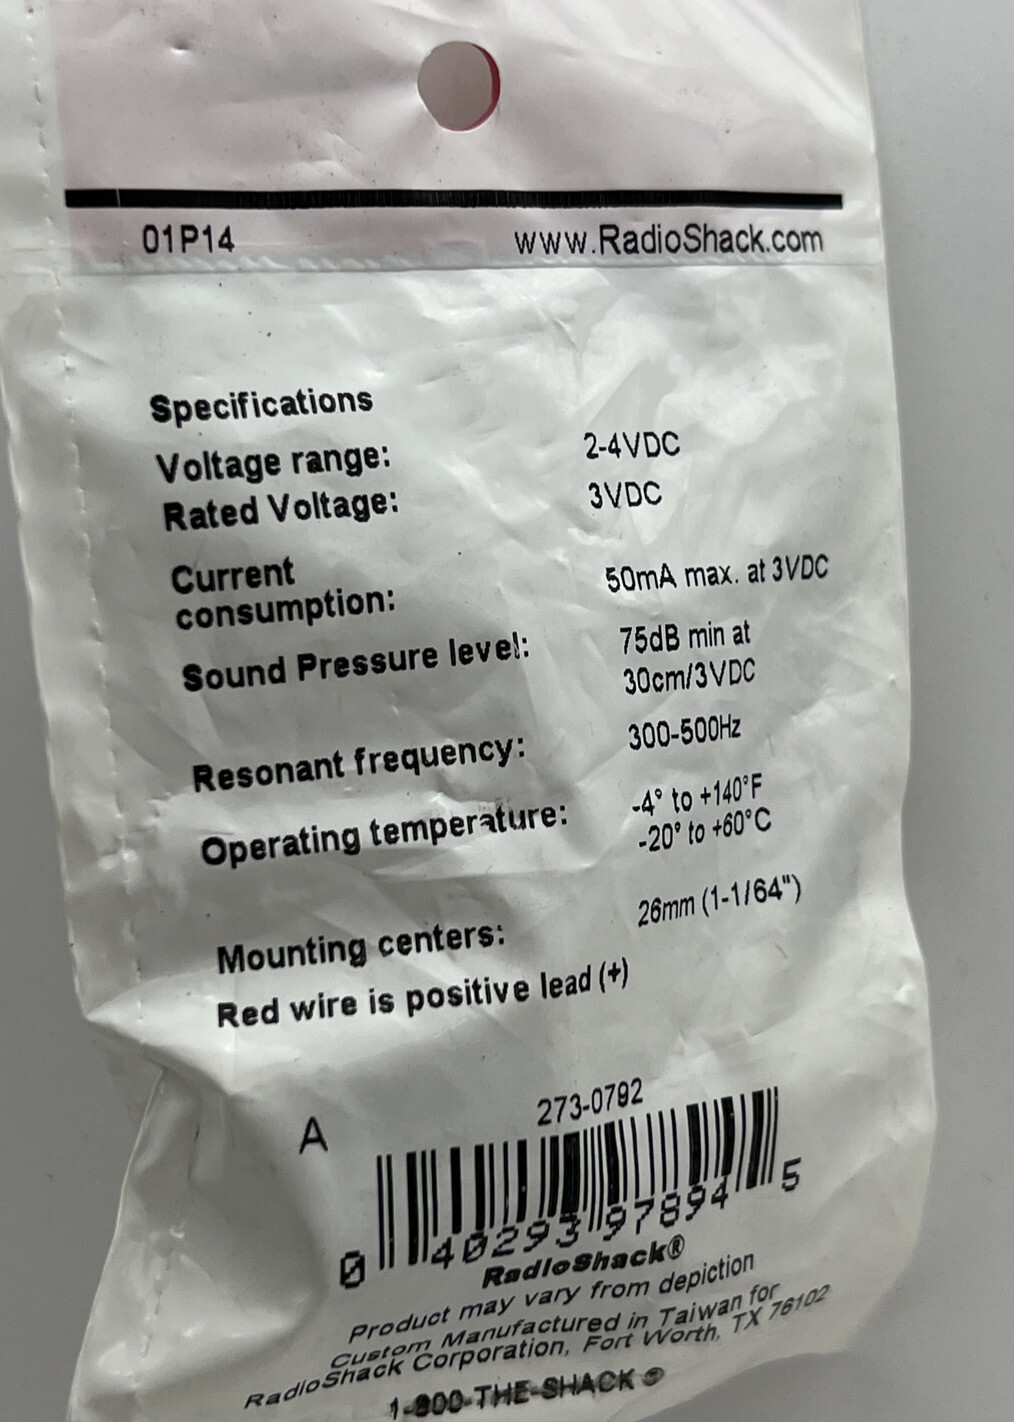 01P14 www.RadioShack.com
Specifications
Voltage range: 2-4VDC
Rated Voltage: 3VDC
Current
consumption: 50mA max. at 3VDC
Sound Pressure level: 75dB min at
30cm/3VDC
Resonant frequency: 300-500Hz
Operating temperature: -4° to +140°F
-20° to +60°C
Mounting centers: 26mm (1-1/64")
Red wire is positive lead (+)
A 273-0792
0 40293 97894 5
RadioShack®
Product may vary from depiction
Custom Manufactured in Taiwan for
RadioShack Corporation, Fort Worth, TX 76102
1-800-THE-SHACK